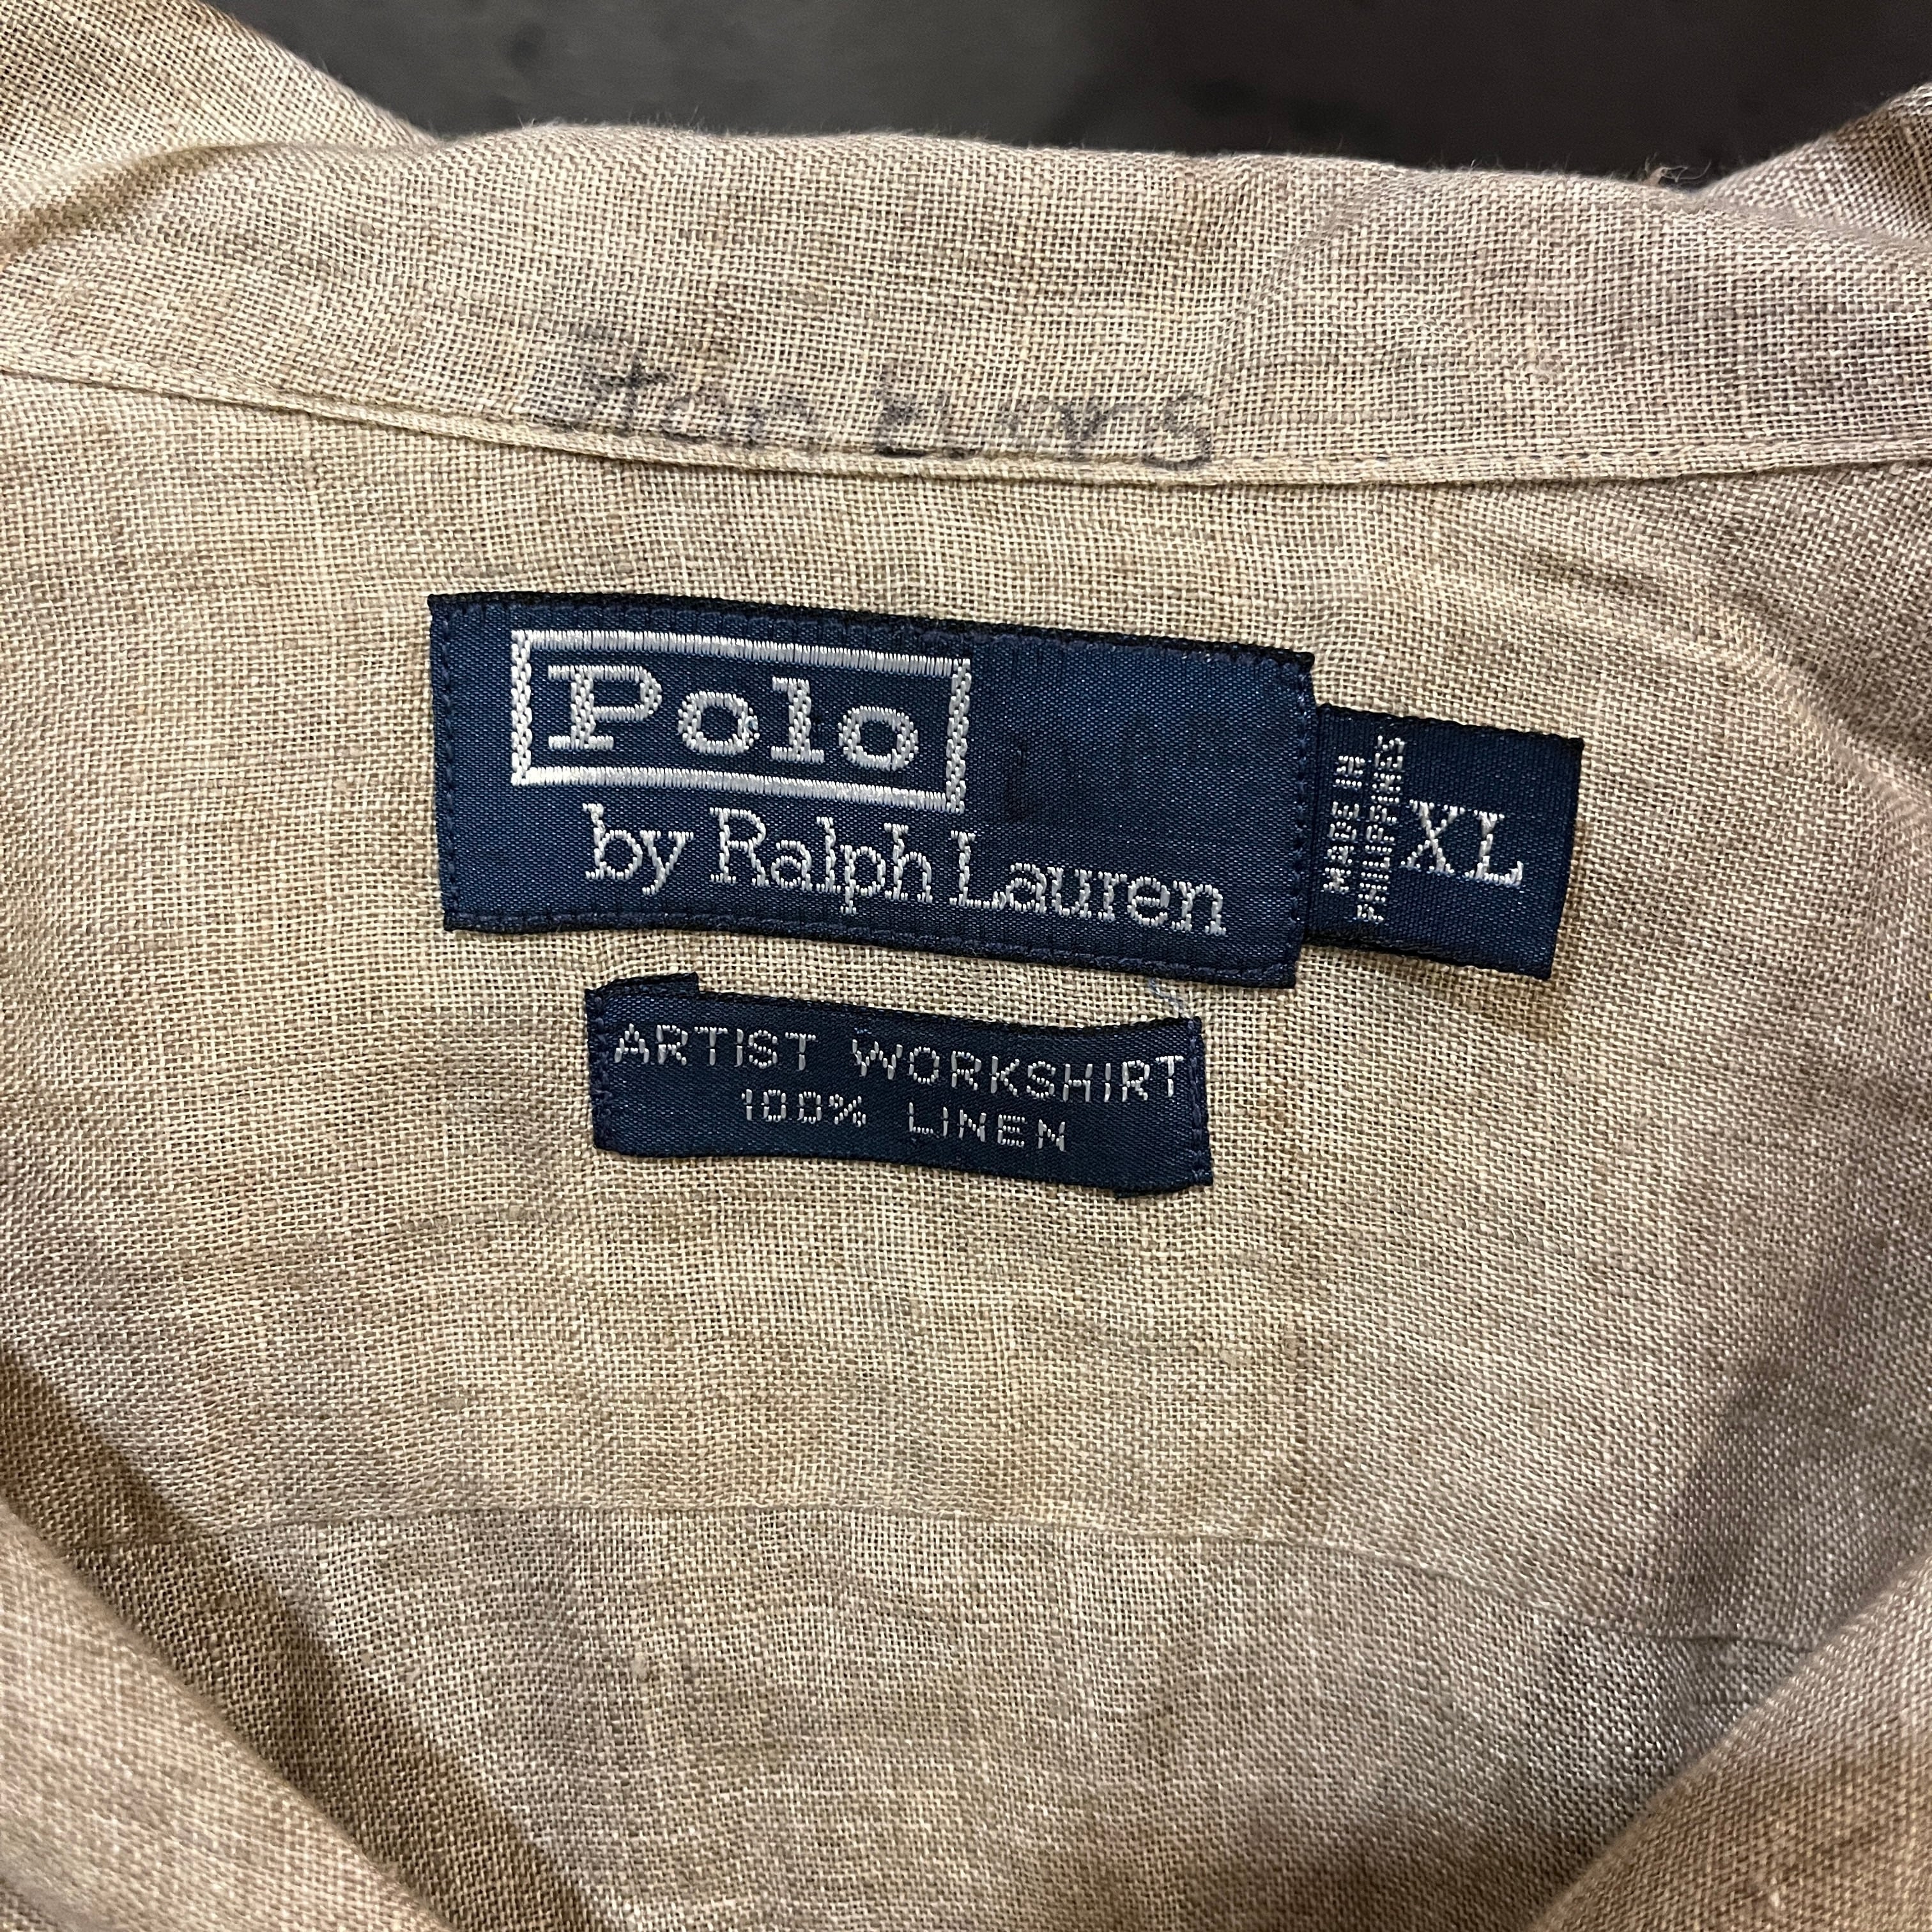 Polo
by Ralph Lauren
MADE IN
PHILIPPINES
XL
ARTIST WORKSHIRT
100% LINEN